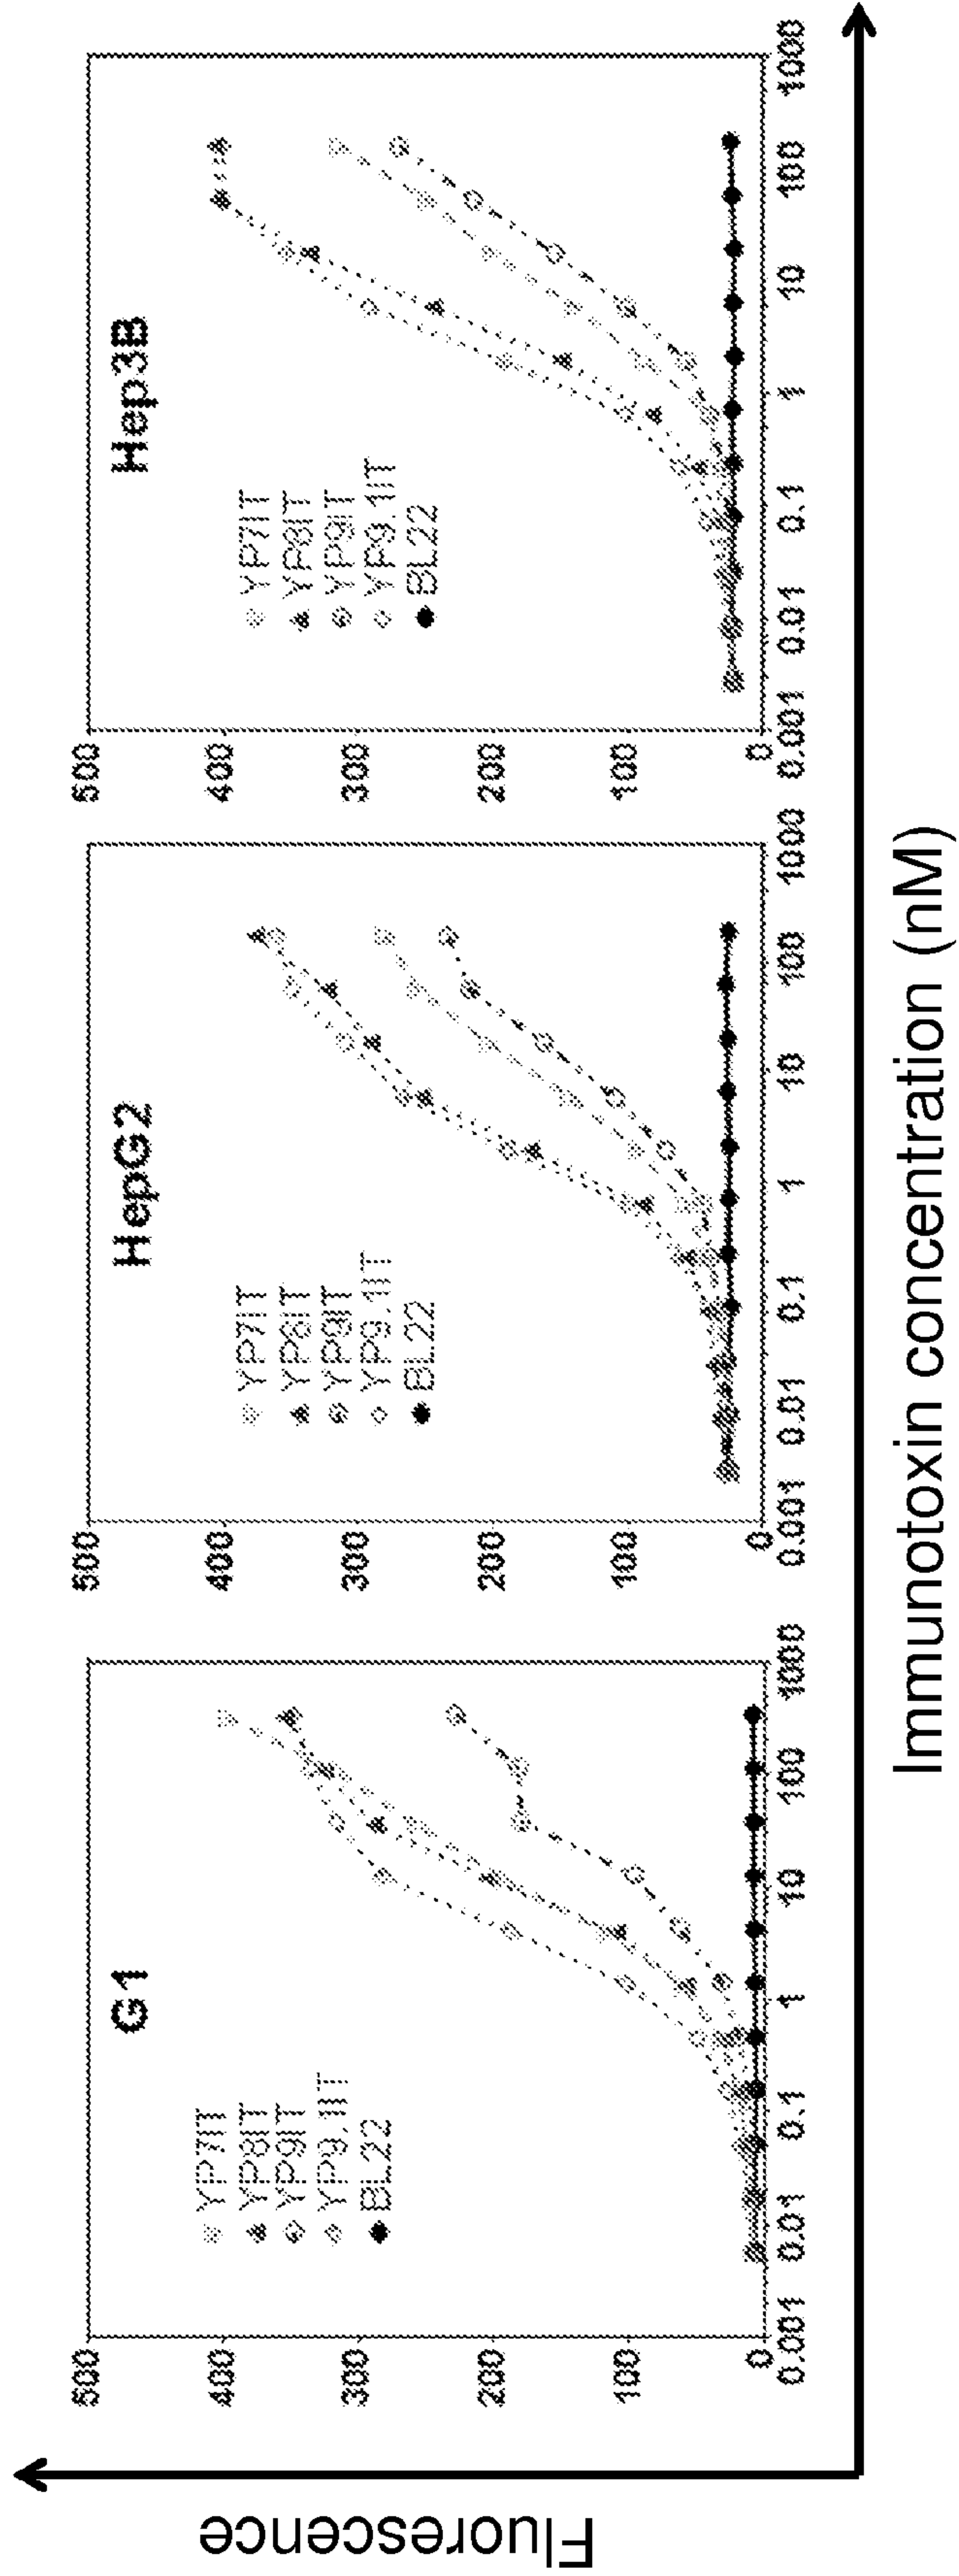 Fluorescence
G1
500
400
300
200
100
0
YP7IT
YP8IT
YP9IT
YP9.1IT
BL22
0.001
0.01
0.1
1
10
100
1000
HepG2
500
400
300
200
100
0
YP7IT
YP8IT
YP9IT
YP9.1IT
BL22
0.001
0.01
0.1
1
10
100
1000
Hep3B
500
400
300
200
100
0
YP7IT
YP8IT
YP9IT
YP9.1IT
BL22
0.001
0.01
0.1
1
10
100
1000
Immunotoxin concentration (nM)